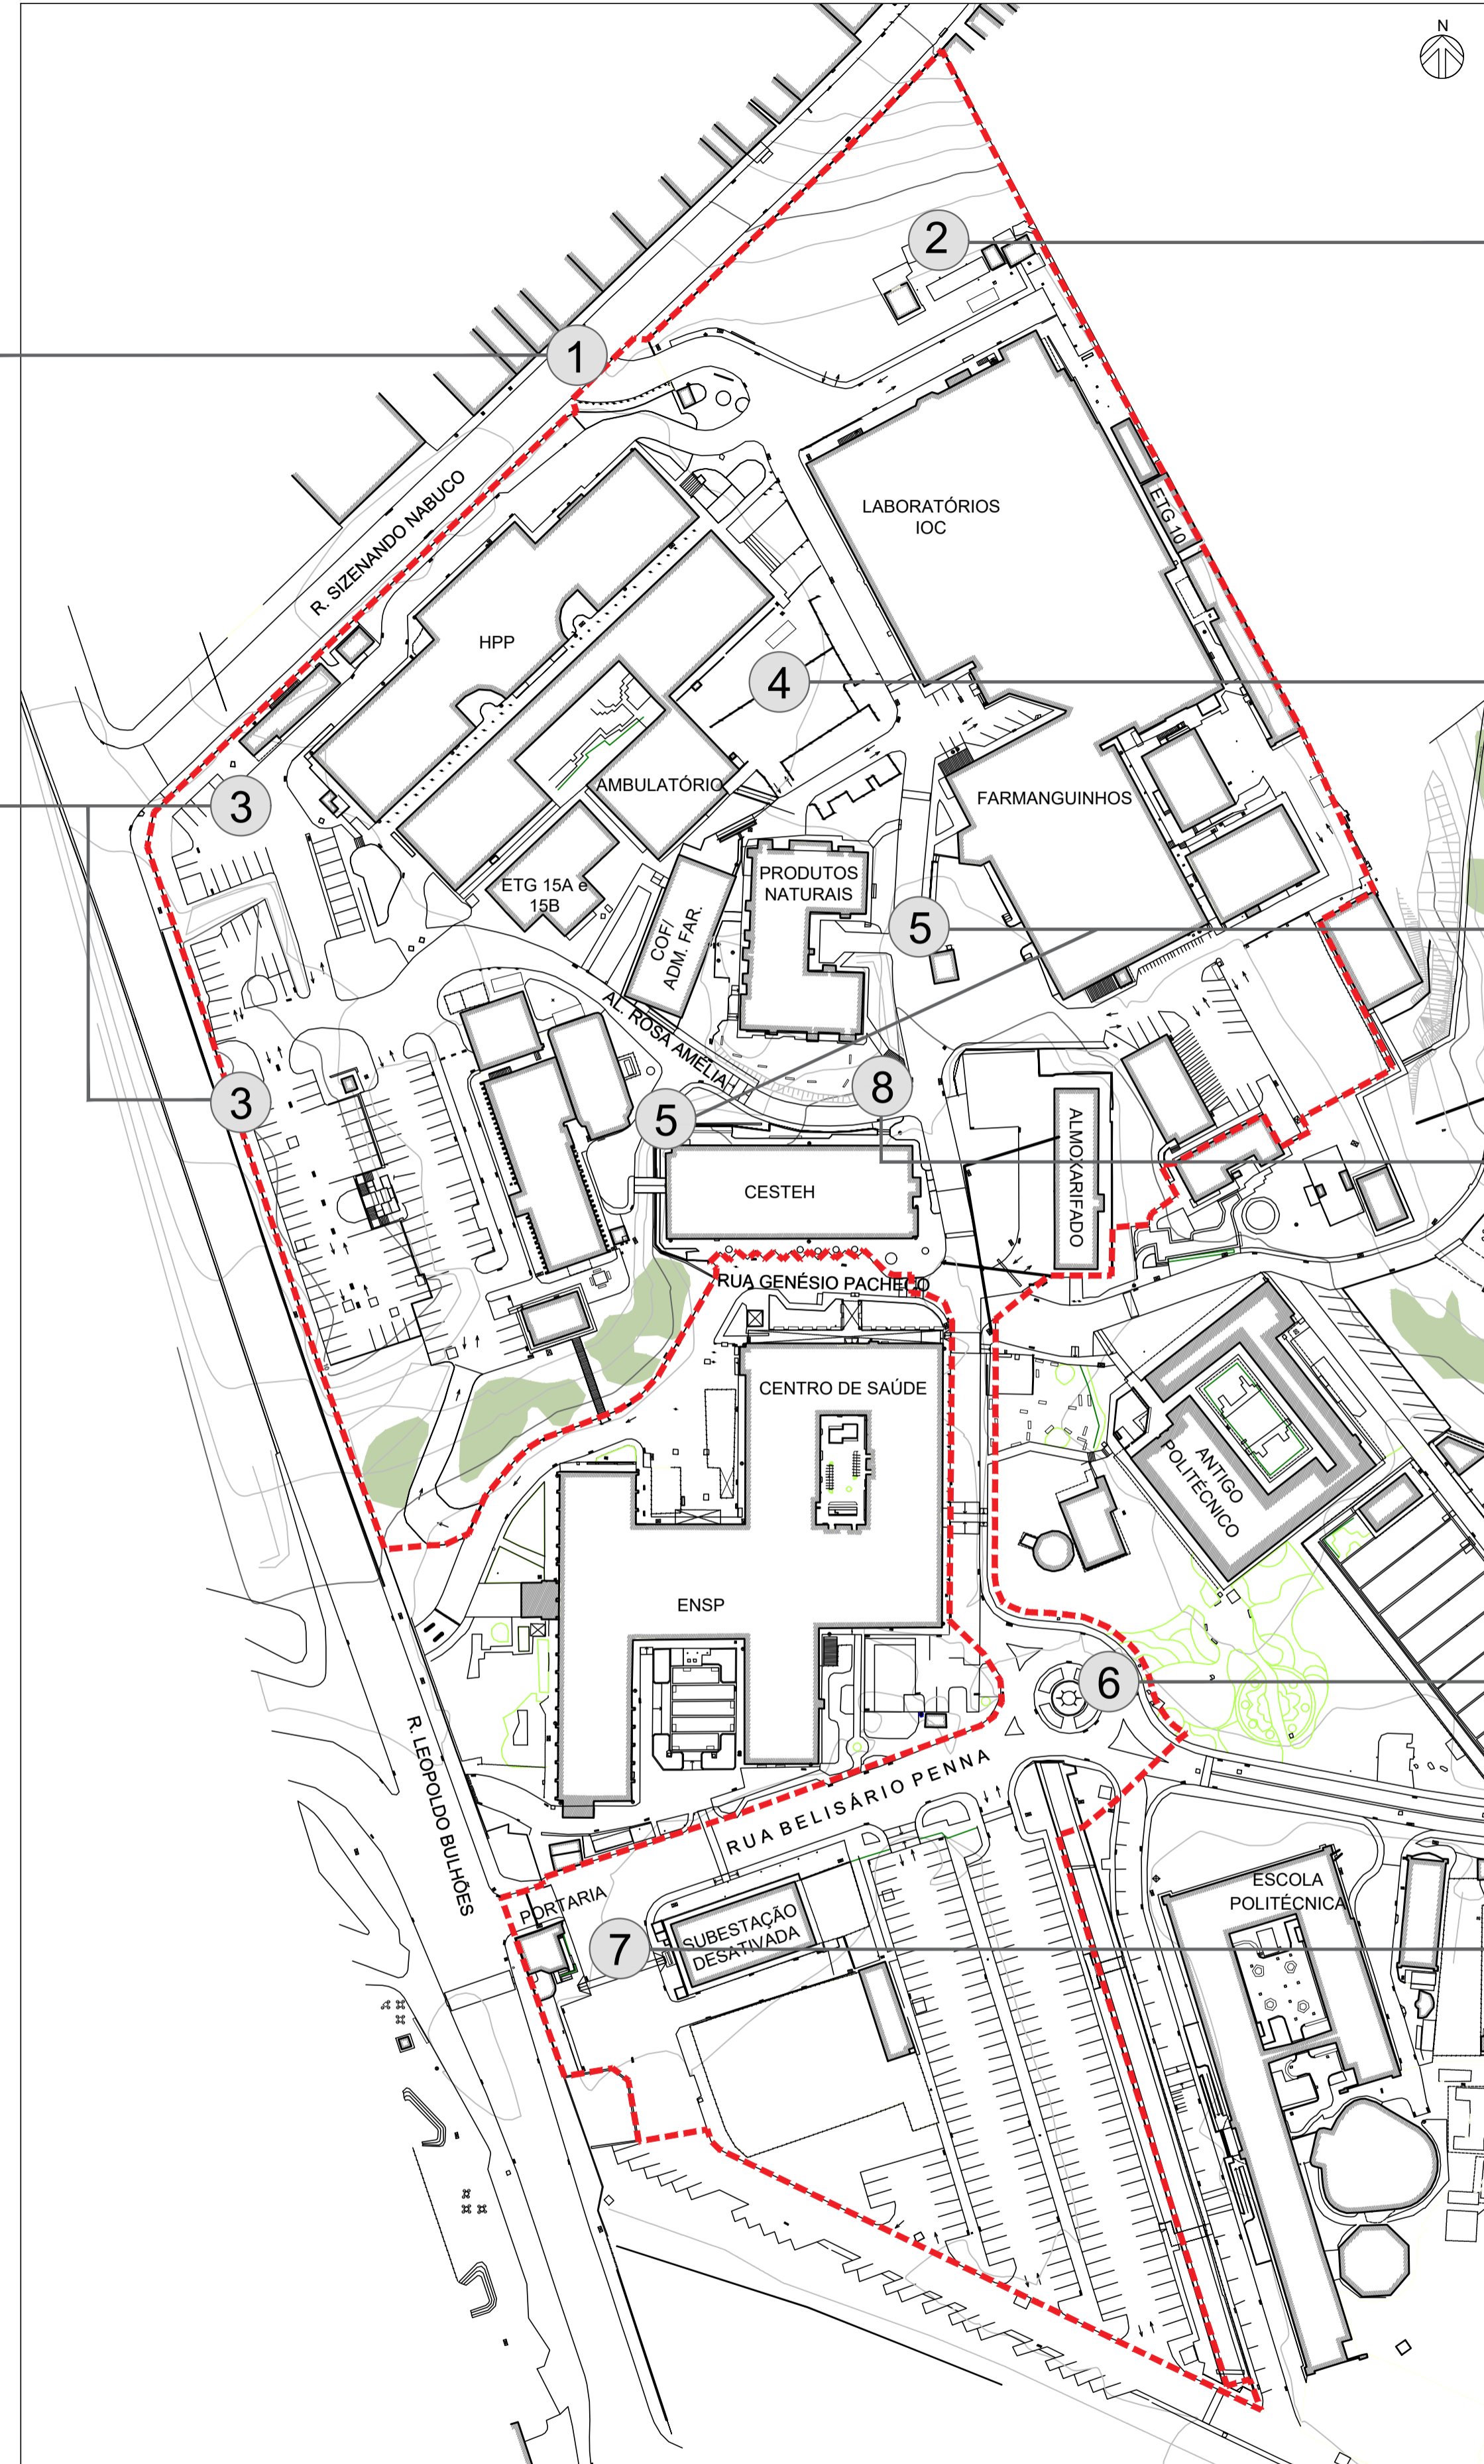 N
2
1
R. SIZENANDO NABUCO
LABORATÓRIOS
IOC
ETG 10
HPP
4
3
AMBULATÓRIO
FARMANGUINHOS
PRODUTOS
NATURAIS
ETG 15A e
15B
COF/
ADM. FAR.
5
AL. ROSA AMÉLIA
8
3
5
ALMOXARIFADO
CESTEH
RUA GENÉSIO PACHECO
CENTRO DE SAÚDE
ANTIGO
POLITÉCNICO
ENSP
6
R. LEOPOLDO BULHÕES
RUA BELISÁRIO PENNA
ESCOLA
POLITÉCNICA
PORTARIA
SUBESTAÇÃO
DESATIVADA
7